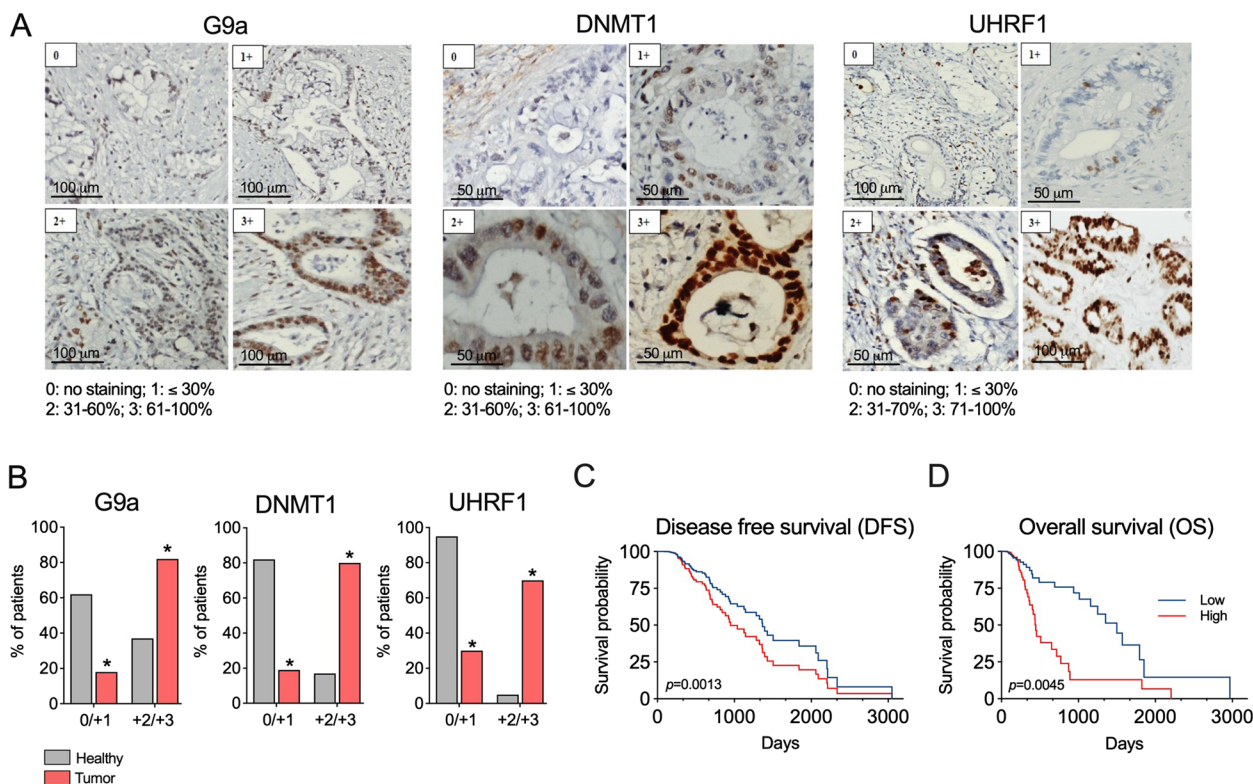 A
G9a
DNMT1
UHRF1
0
1+
0
1+
0
1+
100 µm
100 µm
50 µm
50 µm
100 µm
50 µm
2+
3+
2+
3+
2+
3+
100 µm
100 µm
50 µm
50 µm
50 µm
100 µm
0: no staining; 1: ≤ 30%
2: 31-60%; 3: 61-100%
0: no staining; 1: ≤ 30%
2: 31-60%; 3: 61-100%
0: no staining; 1: ≤ 30%
2: 31-70%; 3: 71-100%
B
G9a
% of patients
100
80
60
40
20
0
*
*
0/+1
+2/+3
DNMT1
% of patients
100
80
60
40
20
0
*
*
0/+1
+2/+3
UHRF1
% of patients
100
80
60
40
20
0
*
*
0/+1
+2/+3
Healthy
Tumor
C
Disease free survival (DFS)
Survival probability
100
75
50
25
0
p=0.0013
0
1000
2000
3000
Days
D
Overall survival (OS)
Survival probability
100
75
50
25
0
Low
High
p=0.0045
0
1000
2000
3000
Days